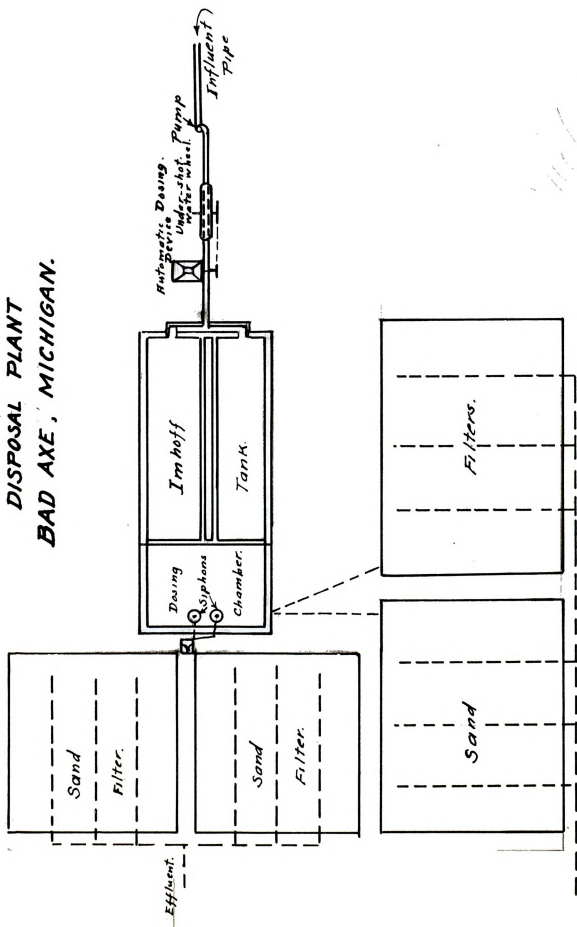 DISPOSAL PLANT
BAD AXE, MICHIGAN.
Influent
Pipe
Pump
Automatic Dosing.
Device
Under-shot.
water wheel.
Imhoff
Tank.
Dosing
Siphons
Chamber.
Sand
Filter.
Sand
Filter.
Effluent.
Filters.
Sand